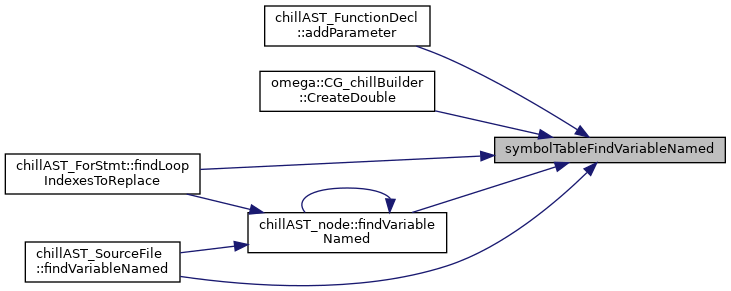 chillAST_FunctionDecl
::addParameter
omega::CG_chillBuilder
::CreateDouble
symbolTableFindVariableNamed
chillAST_ForStmt::findLoop
IndexesToReplace
chillAST_node::findVariable
Named
chillAST_SourceFile
::findVariableNamed